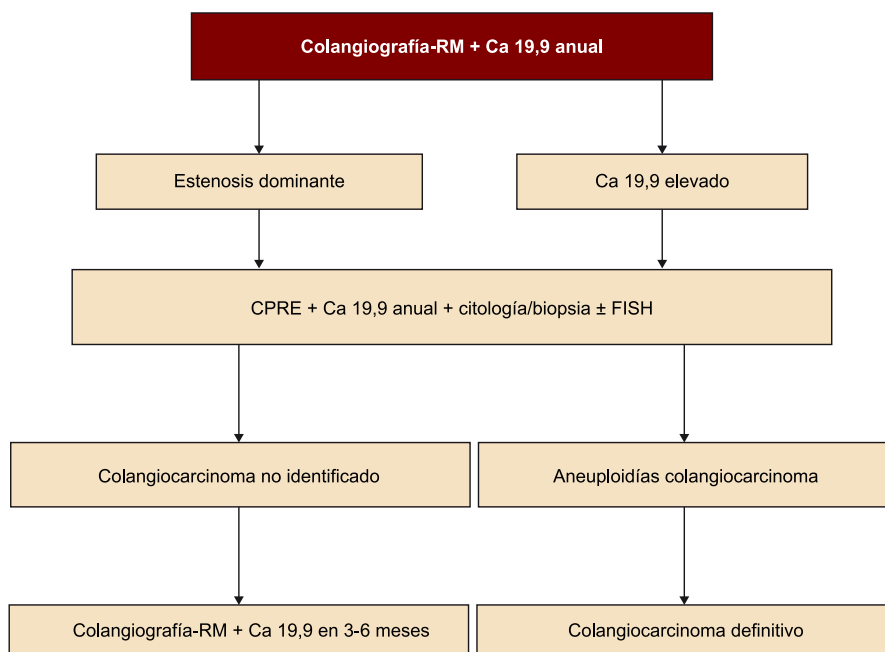 Colangiografía-RM + Ca 19,9 anual
Estenosis dominante
Ca 19,9 elevado
CPRE + Ca 19,9 anual + citología/biopsia ± FISH
Colangiocarcinoma no identificado
Aneuploidías colangiocarcinoma
Colangiografía-RM + Ca 19,9 en 3-6 meses
Colangiocarcinoma definitivo